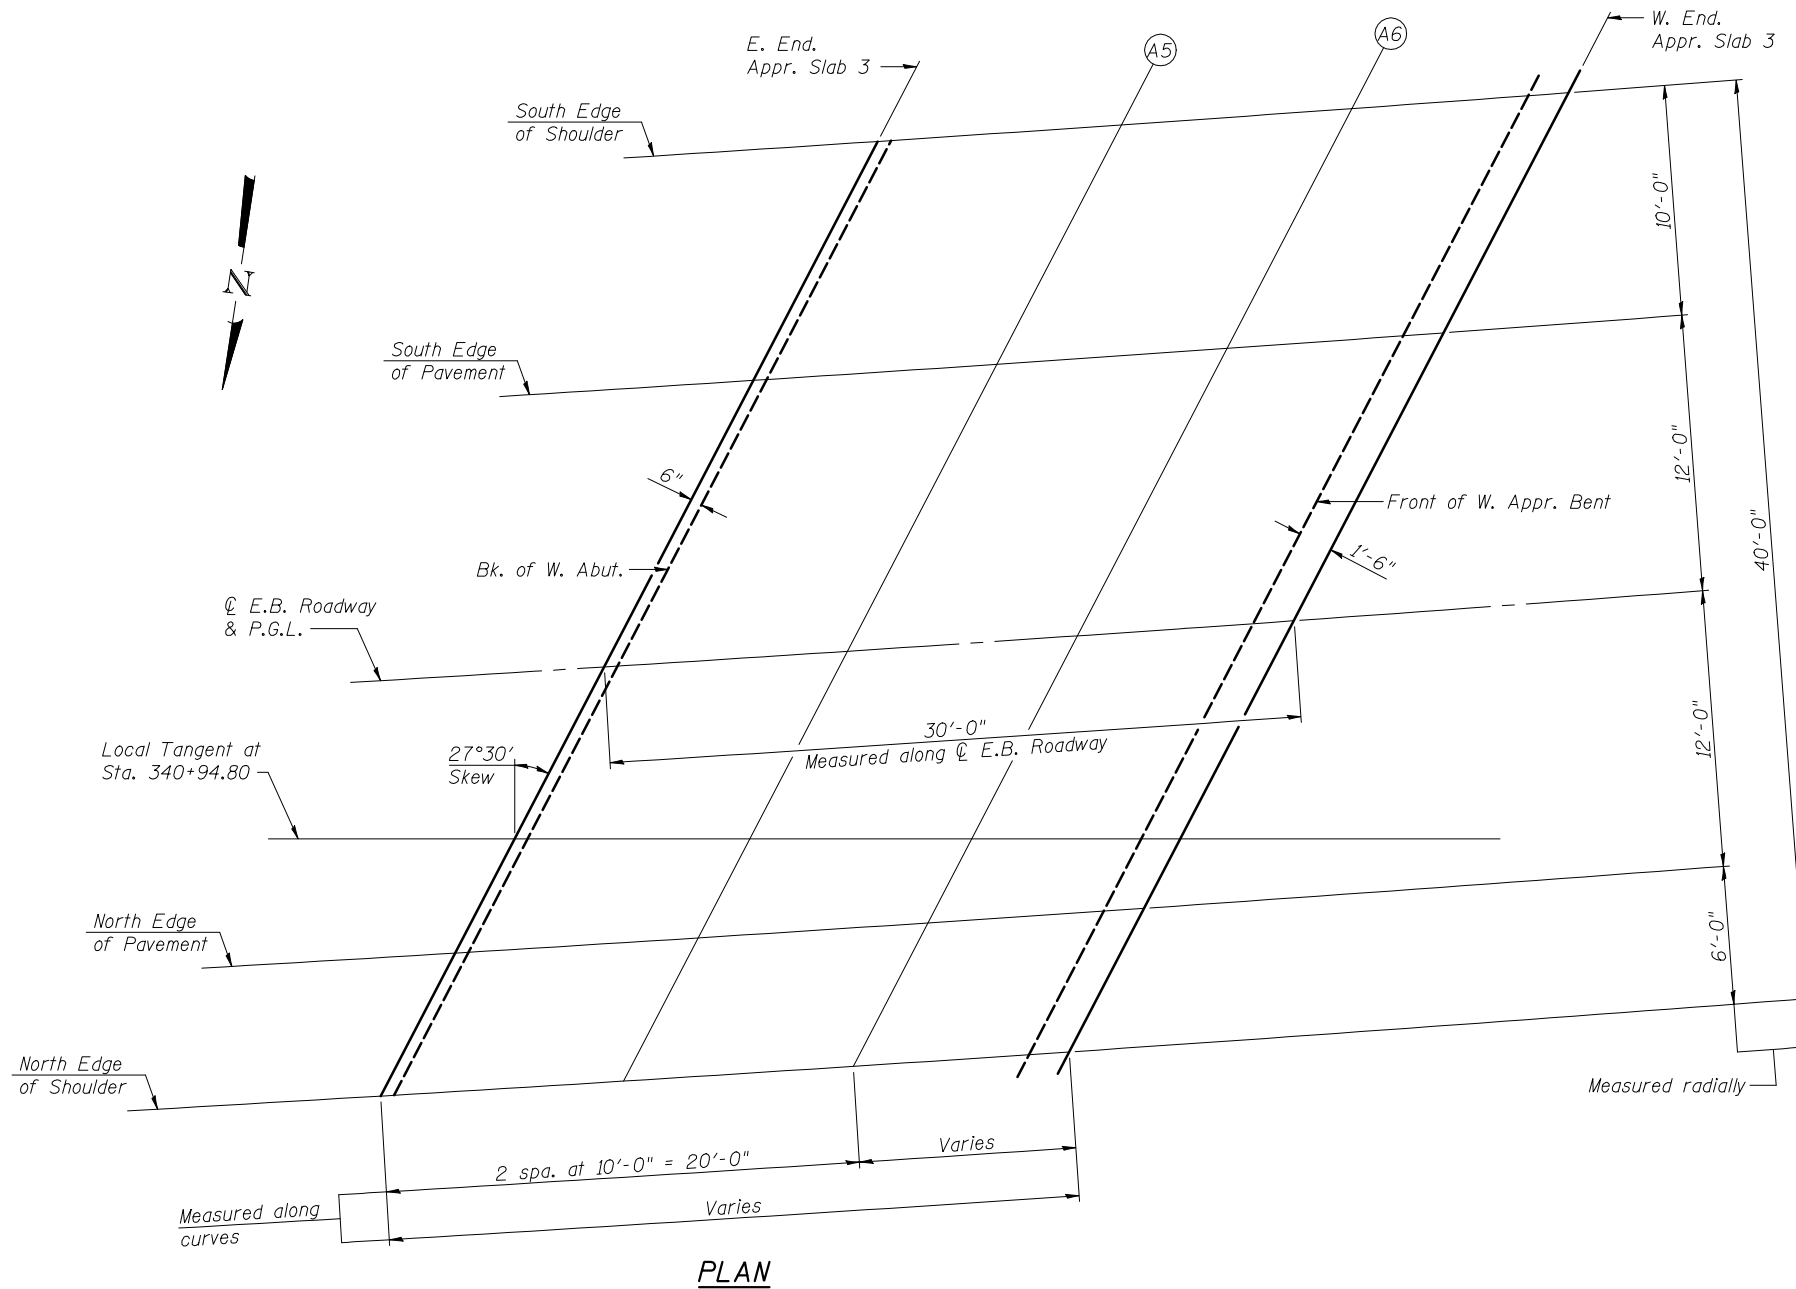 E. End.
Appr. Slab 3
A5
A6
W. End.
Appr. Slab 3
South Edge
of Shoulder
10'-0"
N
South Edge
of Pavement
12'-0"
6"
Front of W. Appr. Bent
40'-0"
1'-6"
Bk. of W. Abut.
℄ E.B. Roadway
& P.G.L.
30'-0"
Measured along ℄ E.B. Roadway
12'-0"
Local Tangent at
Sta. 340+94.80
27°30'
Skew
North Edge
of Pavement
6'-0"
North Edge
of Shoulder
Measured radially
Varies
2 spa. at 10'-0" = 20'-0"
Varies
Measured along
curves
PLAN